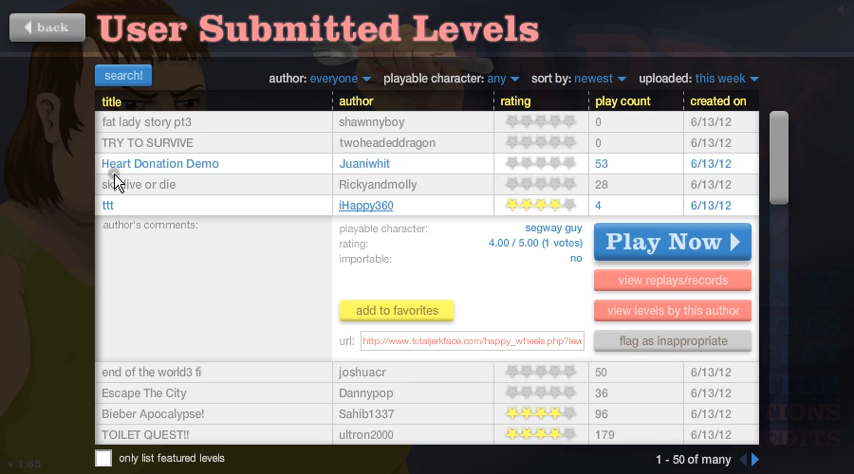 back
User Submitted Levels
search!
author: everyone playable character: any sort by: newest uploaded: this week
title author rating play count created on
fat lady story pt3 shawnnyboy 0 6/13/12
TRY TO SURVIVE twoheadeddragon 0 6/13/12
Heart Donation Demo Juaniwhit 53 6/13/12
live or die Rickyandmolly 28 6/13/12
ttt iHappy360 4 6/13/12
author's comments:
playable character: segway guy
rating: 4.00 / 5.00 (1 votes)
importable: no
Play Now
view replays/records
add to favorites
view levels by this author
url: http://www.totaljerkface.com/happy_wheels.php?lev
flag as inappropriate
end of the world3 fi joshuacr 50 6/13/12
Escape The City Dannypop 36 6/13/12
Bieber Apocalypse! Sahib1337 96 6/13/12
TOILET QUEST!! ultron2000 179 6/13/12
only list featured levels
1 - 50 of many
v 1.65